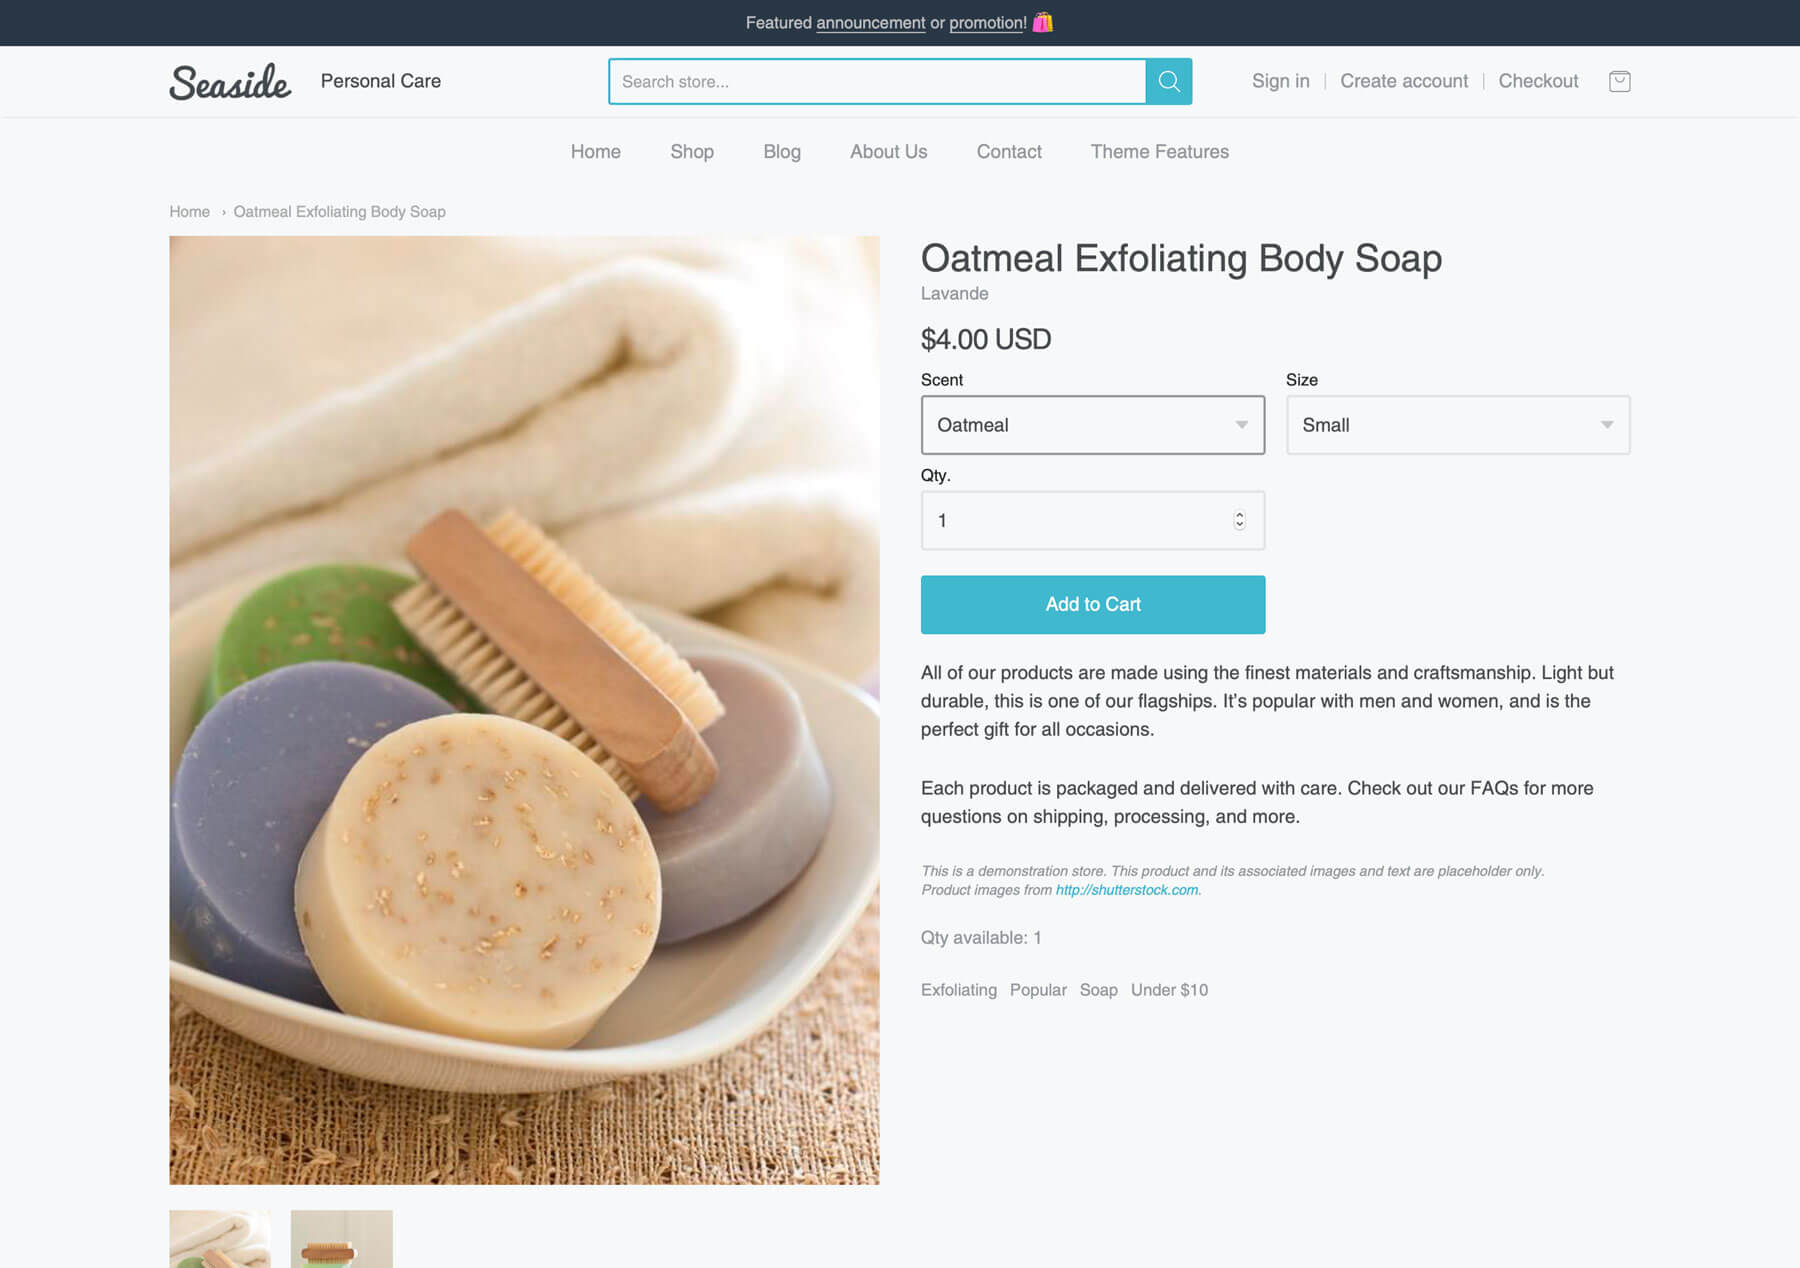 Featured announcement or promotion!
Seaside
Personal Care
Search store...
Sign in | Create account | Checkout
Home Shop Blog About Us Contact Theme Features
Home › Oatmeal Exfoliating Body Soap
Oatmeal Exfoliating Body Soap
Lavande
$4.00 USD
Scent Size
Oatmeal Small
Qty.
1
Add to Cart
All of our products are made using the finest materials and craftsmanship. Light but
durable, this is one of our flagships. It's popular with men and women, and is the
perfect gift for all occasions.
Each product is packaged and delivered with care. Check out our FAQs for more
questions on shipping, processing, and more.
This is a demonstration store. This product and its associated images and text are placeholder only.
Product images from http://shutterstock.com.
Qty available: 1
Exfoliating Popular Soap Under $10